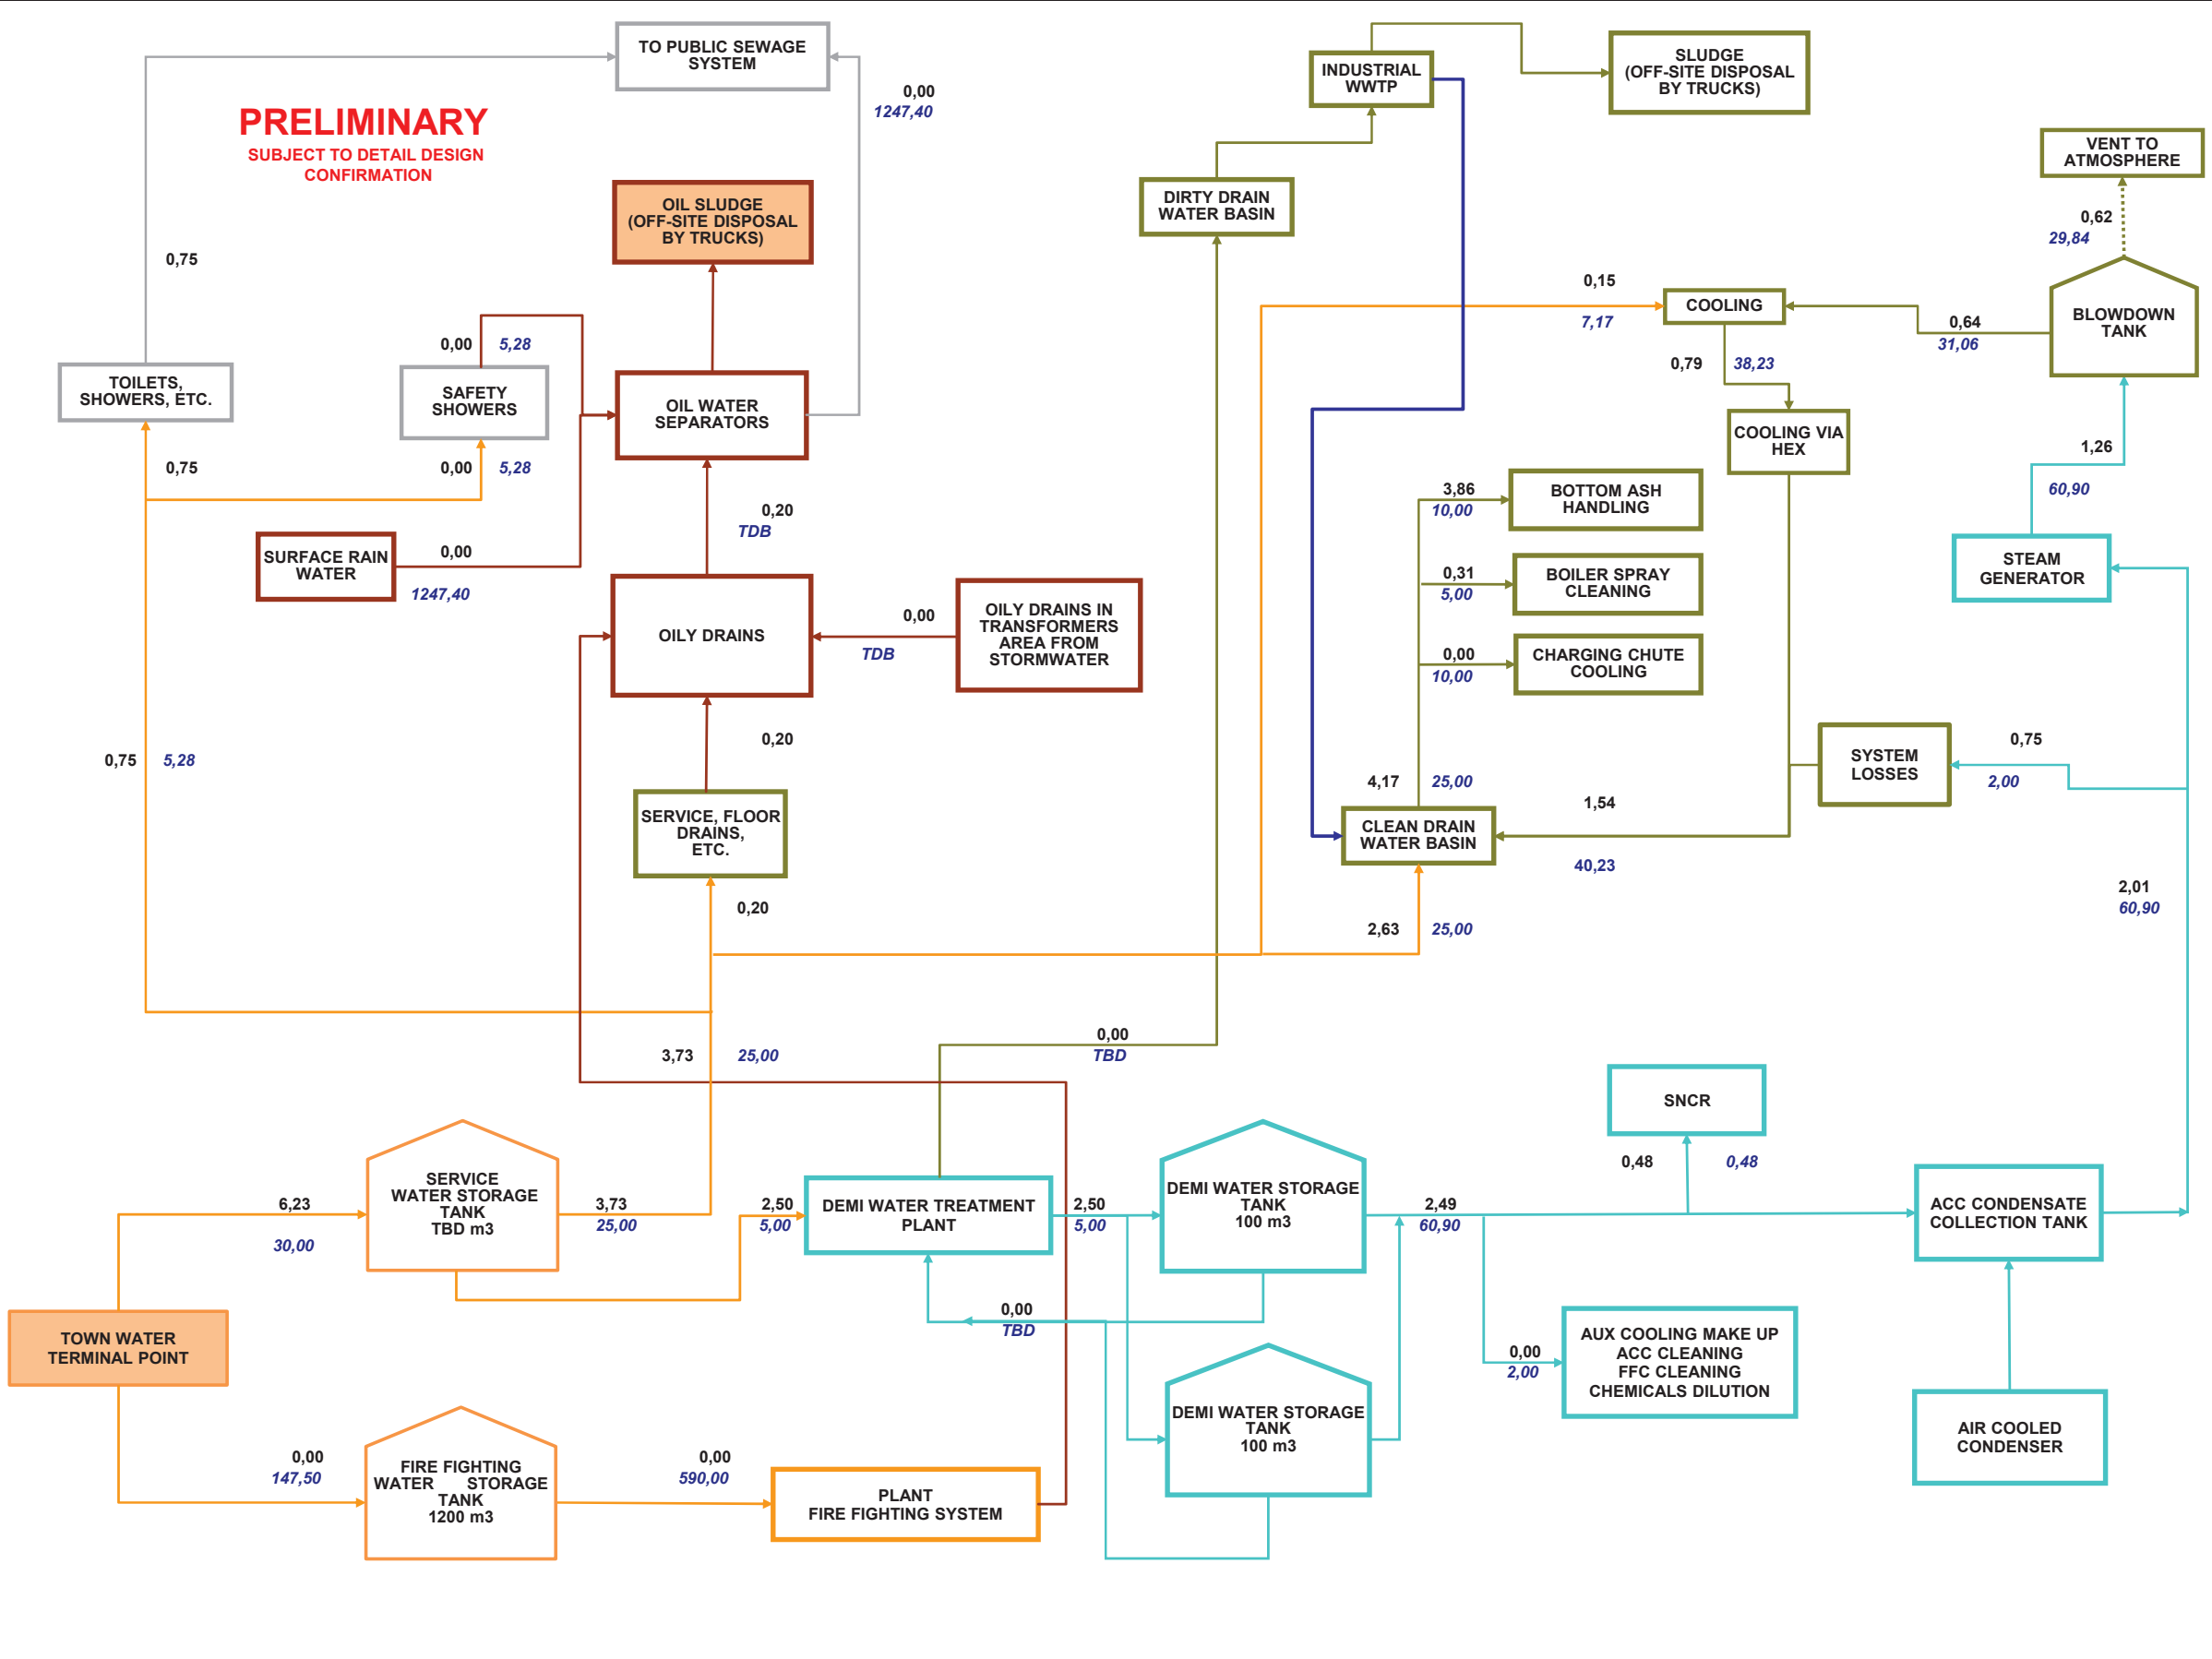 TO PUBLIC SEWAGE
SYSTEM
0,00
1247,40
PRELIMINARY
SUBJECT TO DETAIL DESIGN
CONFIRMATION
INDUSTRIAL
WWTP
SLUDGE
(OFF-SITE DISPOSAL
BY TRUCKS)
VENT TO
ATMOSPHERE
OIL SLUDGE
(OFF-SITE DISPOSAL
BY TRUCKS)
DIRTY DRAIN
WATER BASIN
0,62
29,84
0,75
0,15
7,17
COOLING
0,64
31,06
BLOWDOWN
TANK
0,00 5,28
0,79 38,23
TOILETS,
SHOWERS, ETC.
SAFETY
SHOWERS
OIL WATER
SEPARATORS
COOLING VIA
HEX
1,26
60,90
0,75
0,00 5,28
0,20
TDB
3,86
10,00
BOTTOM ASH
HANDLING
SURFACE RAIN
WATER
0,00
1247,40
0,31
5,00
BOILER SPRAY
CLEANING
STEAM
GENERATOR
OILY DRAINS
0,00
TDB
OILY DRAINS IN
TRANSFORMERS
AREA FROM
STORMWATER
0,00
10,00
CHARGING CHUTE
COOLING
0,20
0,75 5,28
SYSTEM
LOSSES
0,75
2,00
4,17 25,00
1,54
40,23
SERVICE, FLOOR
DRAINS,
ETC.
CLEAN DRAIN
WATER BASIN
0,20
2,63 25,00
2,01
60,90
3,73 25,00
0,00
TBD
SNCR
0,48 0,48
6,23
30,00
SERVICE
WATER STORAGE
TANK
TBD m3
3,73
25,00
2,50
5,00
DEMI WATER TREATMENT
PLANT
2,50
5,00
DEMI WATER STORAGE
TANK
100 m3
2,49
60,90
ACC CONDENSATE
COLLECTION TANK
0,00
TBD
TOWN WATER
TERMINAL POINT
0,00
2,00
AUX COOLING MAKE UP
ACC CLEANING
FFC CLEANING
CHEMICALS DILUTION
DEMI WATER STORAGE
TANK
100 m3
AIR COOLED
CONDENSER
0,00
147,50
FIRE FIGHTING
WATER STORAGE
TANK
1200 m3
0,00
590,00
PLANT
FIRE FIGHTING SYSTEM